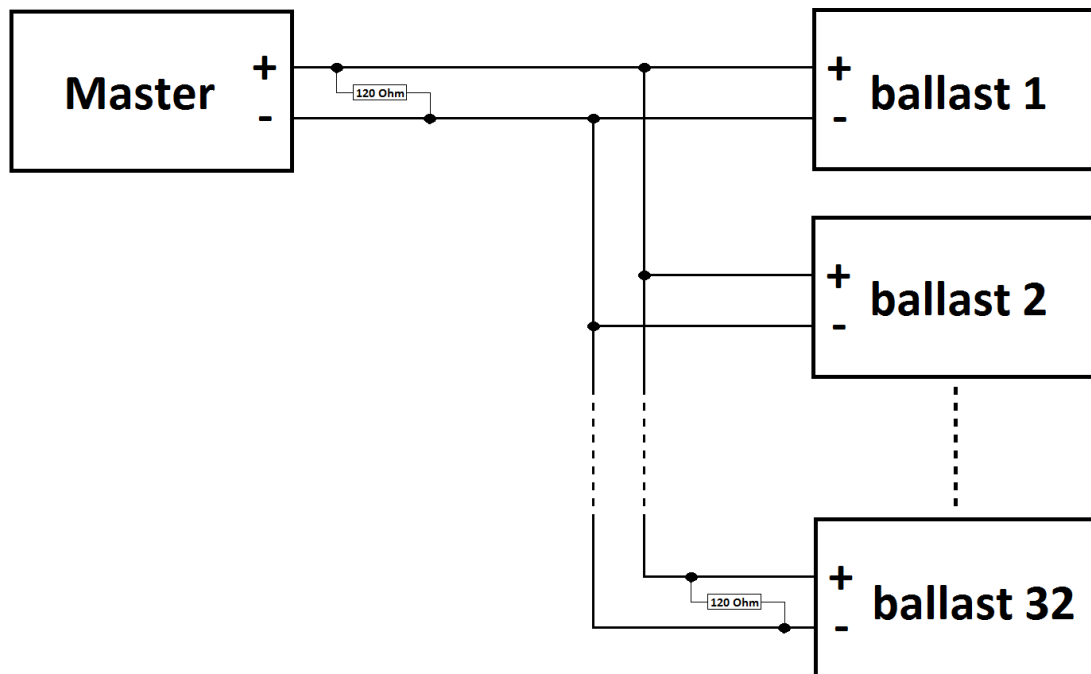 Master
+
-
120 Ohm
+
-
ballast 1
+
-
ballast 2
120 Ohm
+
-
ballast 32